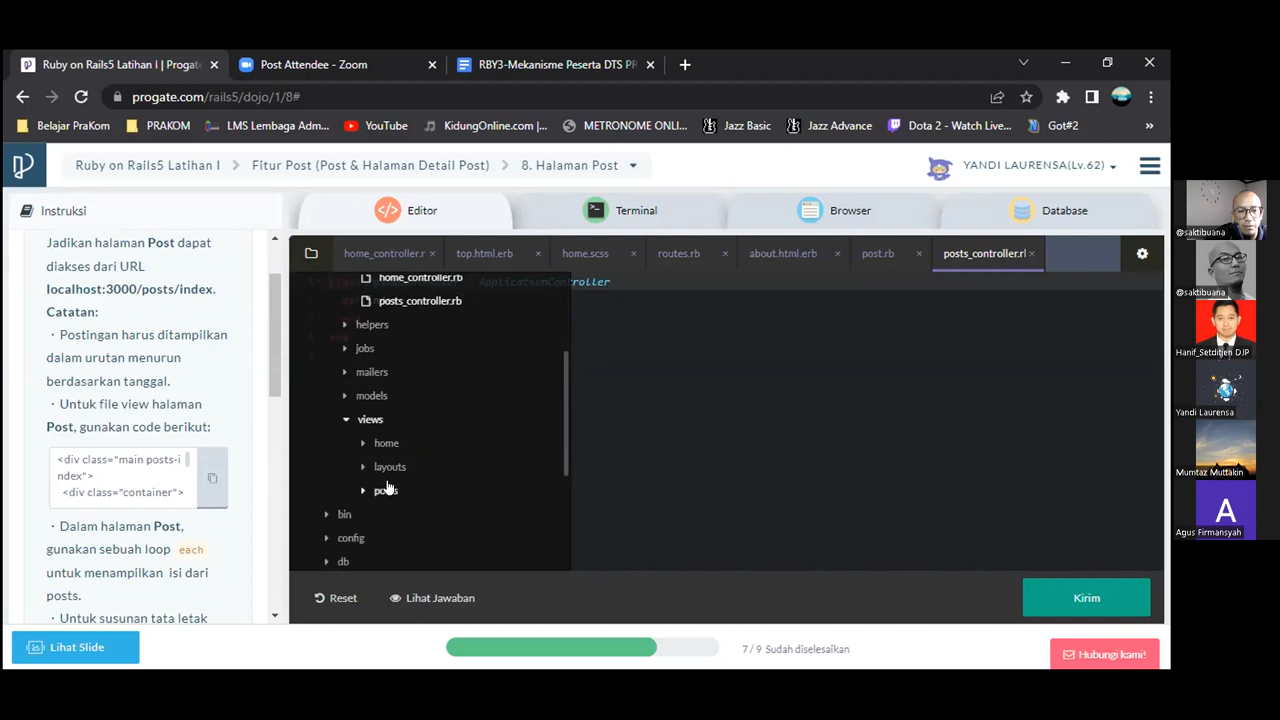 Ruby on Rails5 Latihan I | Progate
Post Attendee - Zoom
RBY3-Mekanisme Peserta DTS PR
progate.com/rails5/dojo/1/8#
Belajar PraKom
PRAKOM
LMS Lembaga Adm...
YouTube
KidungOnline.com |...
METRONOME ONLI...
Jazz Basic
Jazz Advance
Dota 2 - Watch Live...
Got#2
»
Ruby on Rails5 Latihan I
Fitur Post (Post & Halaman Detail Post)
8. Halaman Post
YANDI LAURENSA(Lv.62)
Instruksi
Editor
Terminal
Browser
Database
Jadikan halaman Post dapat
diakses dari URL
localhost:3000/posts/index.
Catatan:
・Postingan harus ditampilkan
dalam urutan menurun
berdasarkan tanggal.
・Untuk file view halaman
Post, gunakan code berikut:
<div class="main posts-i
ndex">
<div class="container">
・Dalam halaman Post,
gunakan sebuah loop each
untuk menampilkan isi dari
posts.
・Untuk susunan tata letak
home_controller.r
top.html.erb
home.scss
routes.rb
about.html.erb
post.rb
posts_controller.rl
ApplicationController
home_controller.rb
posts_controller.rb
helpers
jobs
mailers
models
views
home
layouts
posts
bin
config
db
Reset
Lihat Jawaban
Kirim
Lihat Slide
7 / 9 Sudah diselesaikan
Hubungi kami!
@saktibuana
@saktibuana
Hanif_Setditjen DJP
Yandi Laurensa
Mumtaz Muttakin
A
Agus Firmansyah